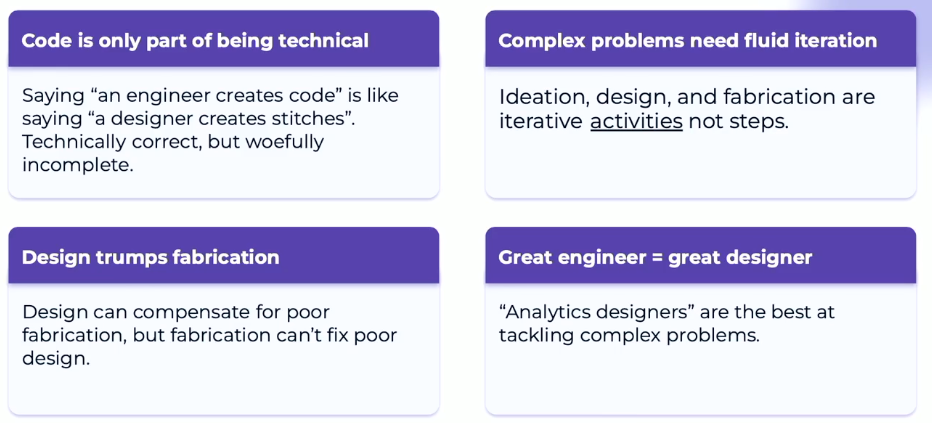 Code is only part of being technical
Saying “an engineer creates code” is like
saying “a designer creates stitches”.
Technically correct, but woefully
incomplete.
Complex problems need fluid iteration
Ideation, design, and fabrication are
iterative activities not steps.
Design trumps fabrication
Design can compensate for poor
fabrication, but fabrication can’t fix poor
design.
Great engineer = great designer
“Analytics designers” are the best at
tackling complex problems.